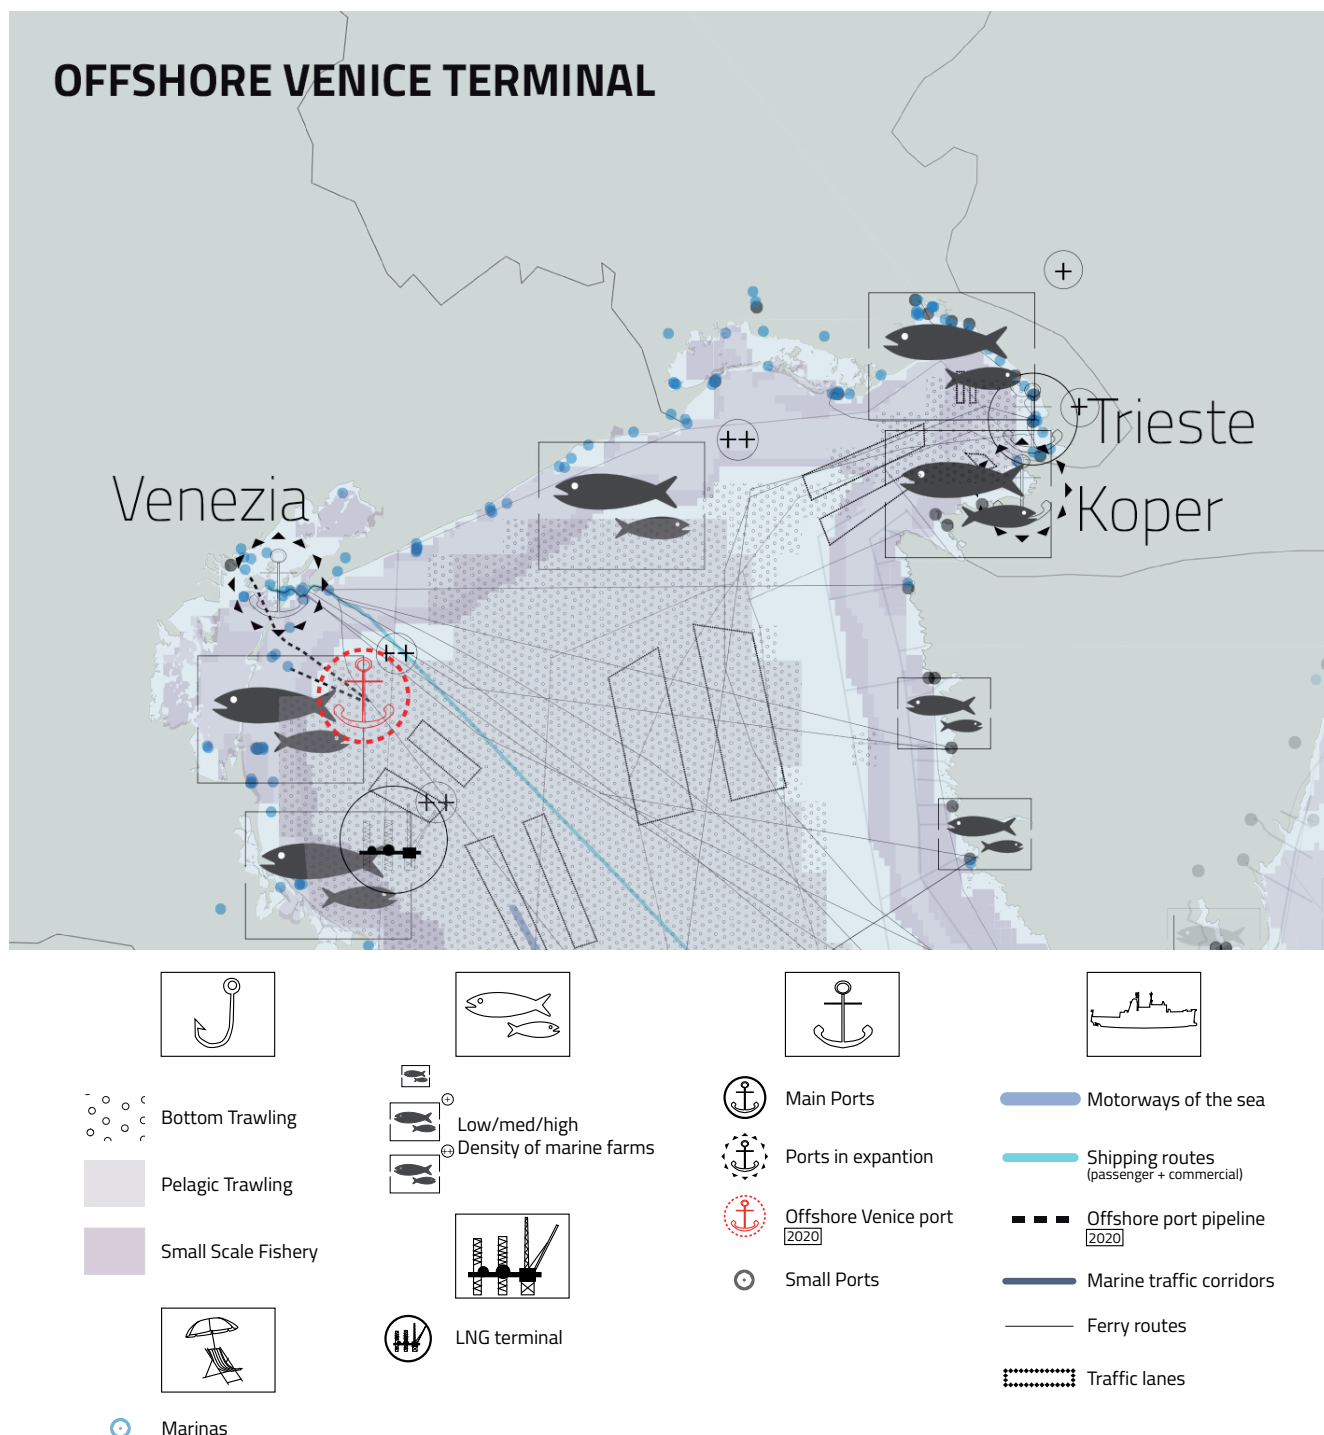 OFFSHORE VENICE TERMINAL
+
+
Trieste
++
Venezia
Koper
++
++
Bottom Trawling
Pelagic Trawling
Small Scale Fishery
Marinas
+
++
Low/med/high
Density of marine farms
LNG terminal
Main Ports
Ports in expantion
Offshore Venice port
2020
Small Ports
Motorways of the sea
Shipping routes
(passenger + commercial)
Offshore port pipeline
2020
Marine traffic corridors
Ferry routes
Traffic lanes